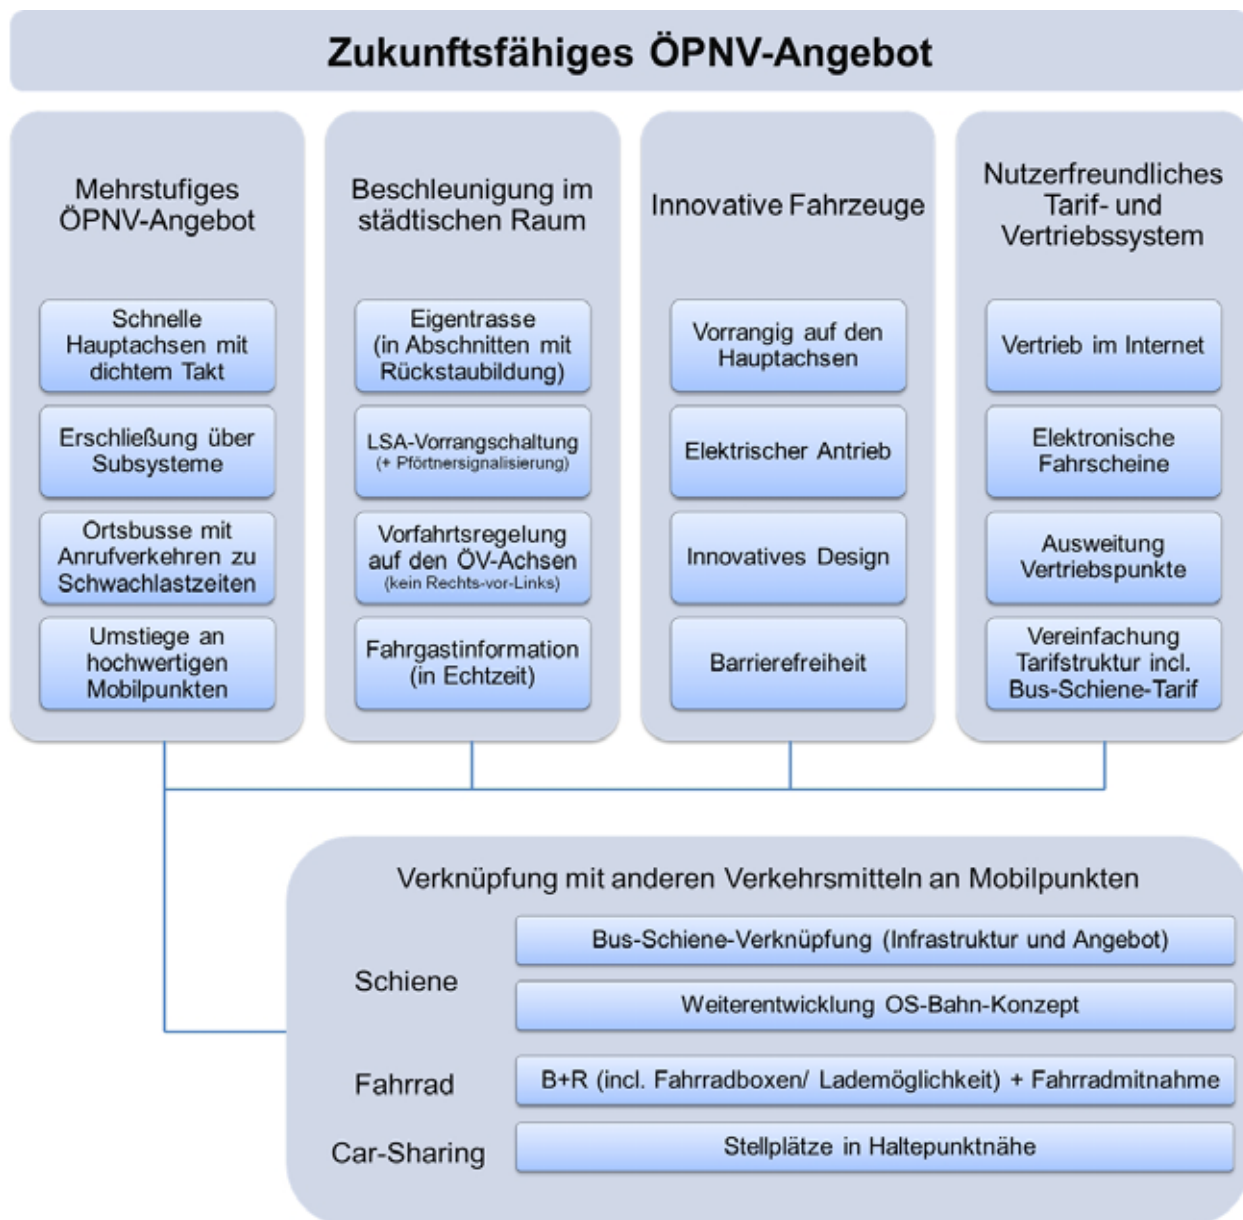 Zukunftsfähiges ÖPNV-Angebot
Mehrstufiges
ÖPNV-Angebot
Schnelle
Hauptachsen mit
dichtem Takt
Erschließung über
Subsysteme
Ortsbusse mit
Anrufverkehren zu
Schwachlastzeiten
Umstiege an
hochwertigen
Mobilpunkten
Beschleunigung im
städtischen Raum
Eigentrasse
(in Abschnitten mit
Rückstaubildung)
LSA-Vorrangschaltung
(+ Pförtnersignalisierung)
Vorfahrtsregelung
auf den ÖV-Achsen
(kein Rechts-vor-Links)
Fahrgastinformation
(in Echtzeit)
Innovative Fahrzeuge
Vorrangig auf den
Hauptachsen
Elektrischer Antrieb
Innovatives Design
Barrierefreiheit
Nutzerfreundliches
Tarif- und
Vertriebssystem
Vertrieb im Internet
Elektronische
Fahrscheine
Ausweitung
Vertriebspunkte
Vereinfachung
Tarifstruktur incl.
Bus-Schiene-Tarif
Verknüpfung mit anderen Verkehrsmitteln an Mobilpunkten
Schiene
Bus-Schiene-Verknüpfung (Infrastruktur und Angebot)
Weiterentwicklung OS-Bahn-Konzept
Fahrrad
B+R (incl. Fahrradboxen/ Lademöglichkeit) + Fahrradmitnahme
Car-Sharing
Stellplätze in Haltepunktnähe